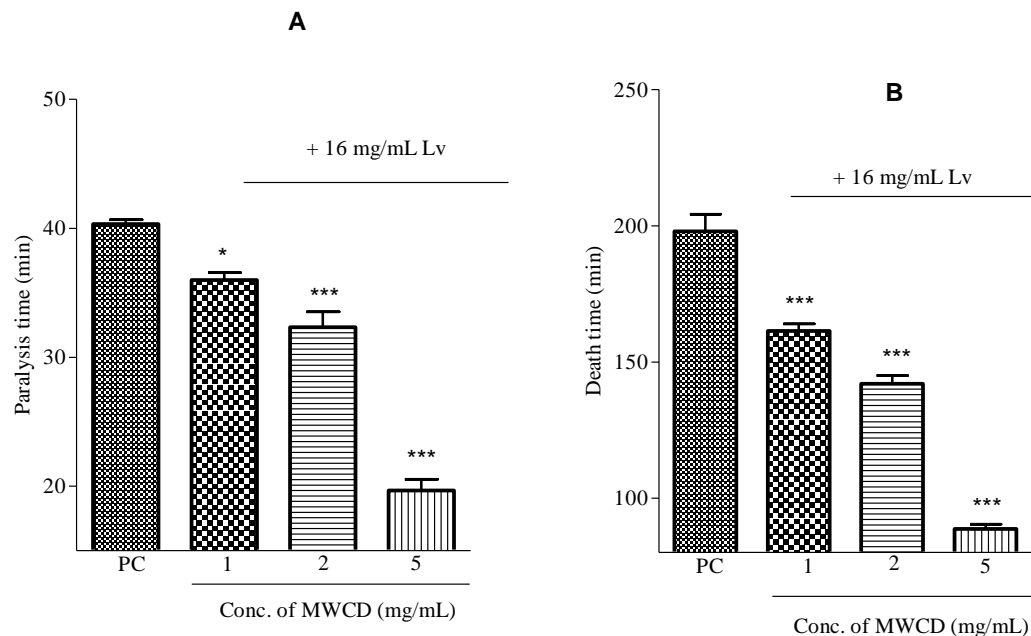 A
50
40
30
20
Paralysis time (min)
+ 16 mg/mL Lv
*
***
***
PC
1
2
5
Conc. of MWCD (mg/mL)
B
250
200
150
100
Death time (min)
+ 16 mg/mL Lv
***
***
***
PC
1
2
5
Conc. of MWCD (mg/mL)